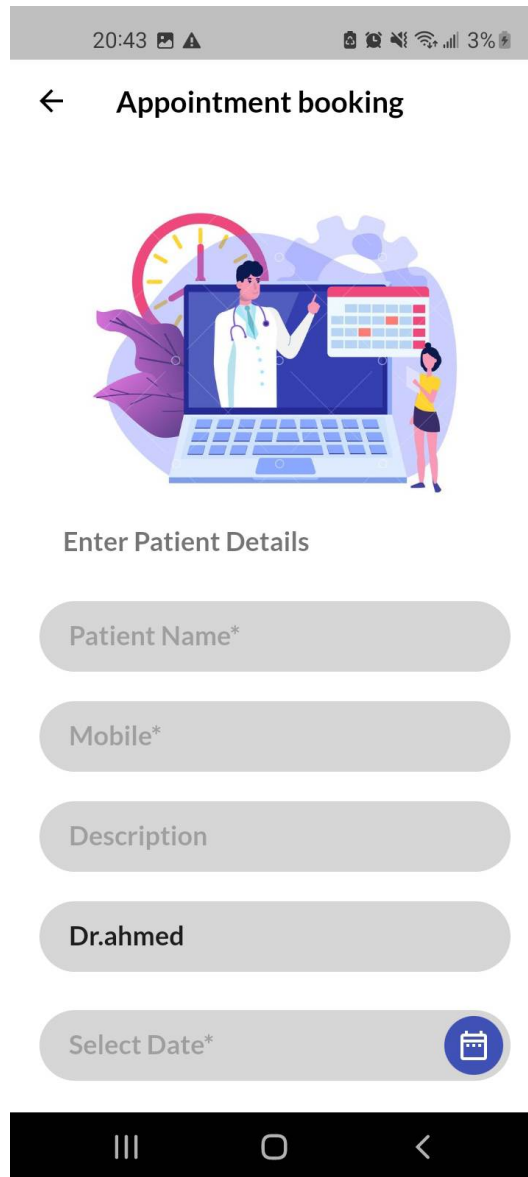 20:43 3%
Appointment booking
Enter Patient Details
Patient Name*
Mobile*
Description
Dr.ahmed
Select Date*